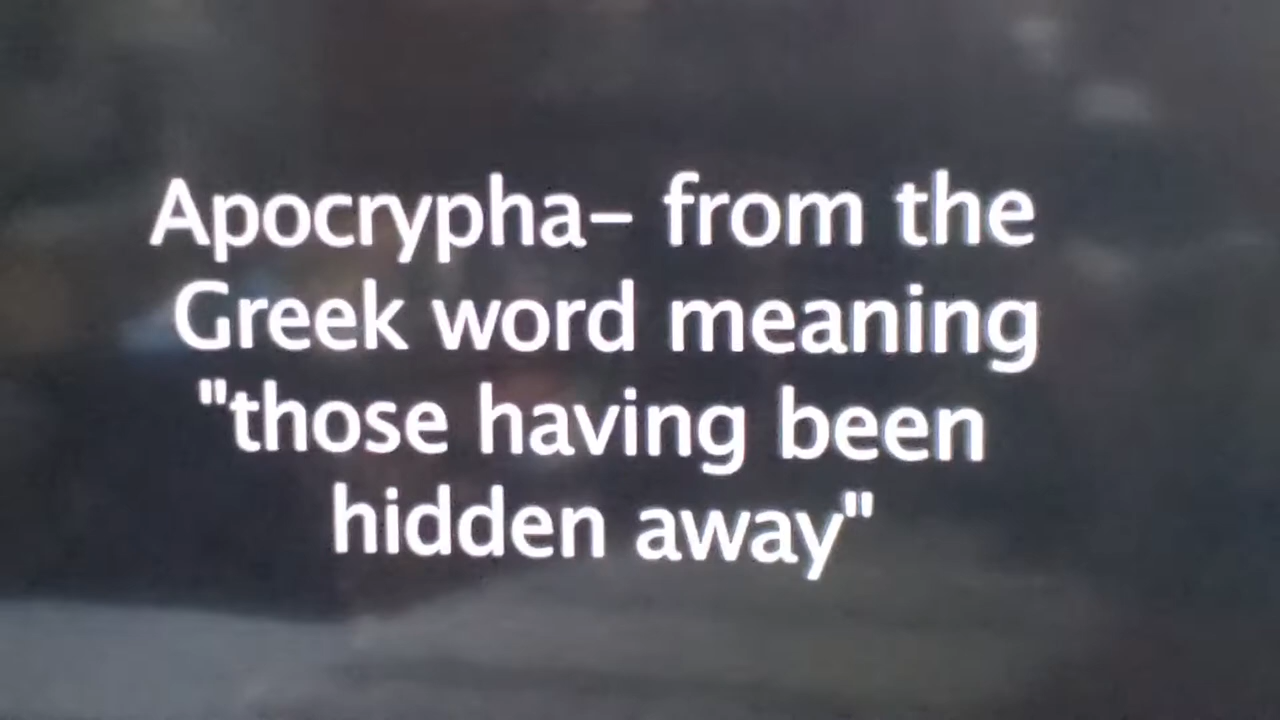 Apocrypha– from the
Greek word meaning
"those having been
hidden away"